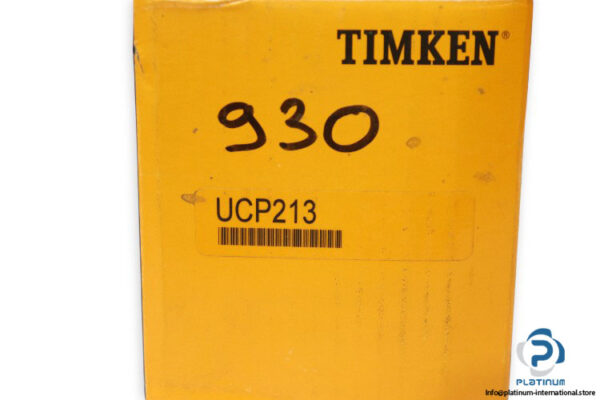 TIMKEN®
930
UCP213
PLATINUM
Info@platinum-international.store